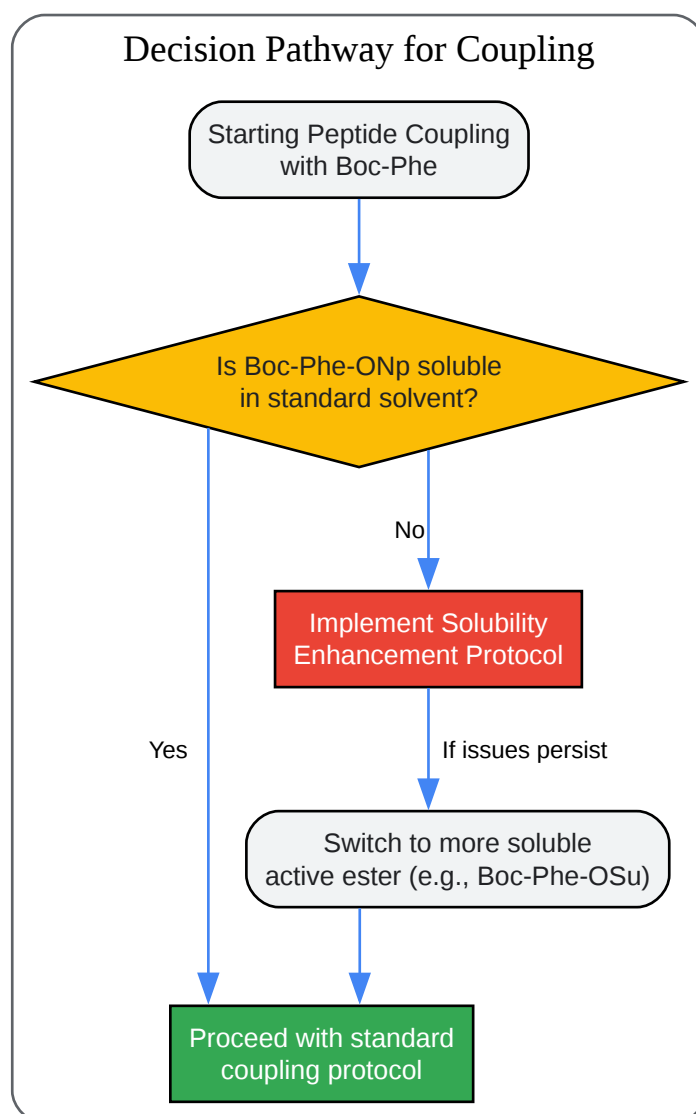 Decision Pathway for Coupling
Starting Peptide Coupling
with Boc-Phe
Is Boc-Phe-ONp soluble
in standard solvent?
No
Implement Solubility
Enhancement Protocol
Yes
If issues persist
Switch to more soluble
active ester (e.g., Boc-Phe-OSu)
Proceed with standard
coupling protocol